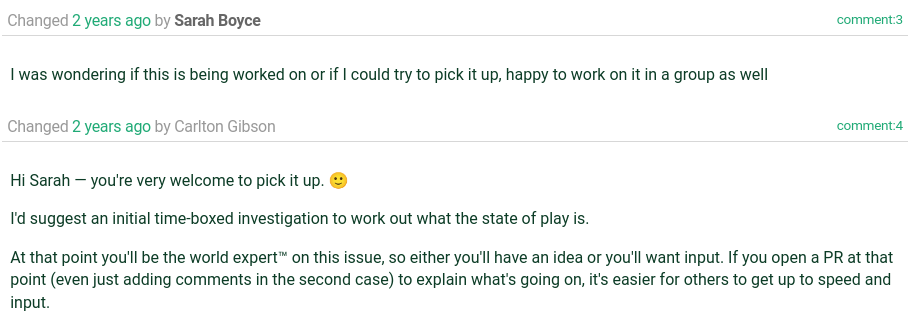 Changed 2 years ago by Sarah Boyce
comment:3
I was wondering if this is being worked on or if I could try to pick it up, happy to work on it in a group as well
Changed 2 years ago by Carlton Gibson
comment:4
Hi Sarah — you're very welcome to pick it up. 🙂
I'd suggest an initial time-boxed investigation to work out what the state of play is.
At that point you'll be the world expert™ on this issue, so either you'll have an idea or you'll want input. If you open a PR at that
point (even just adding comments in the second case) to explain what's going on, it's easier for others to get up to speed and
input.